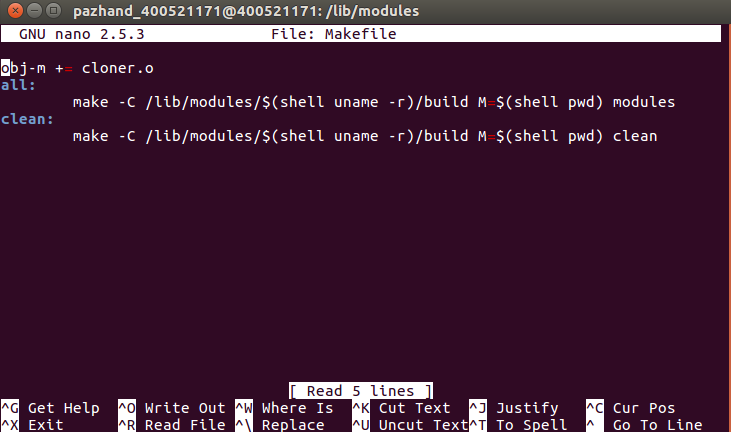 pazhand_400521171@400521171: /lib/modules
GNU nano 2.5.3 File: Makefile
obj-m += cloner.o
all:
make -C /lib/modules/$(shell uname -r)/build M=$(shell pwd) modules
clean:
make -C /lib/modules/$(shell uname -r)/build M=$(shell pwd) clean
[ Read 5 lines ]
^G Get Help ^O Write Out ^W Where Is ^K Cut Text ^J Justify ^C Cur Pos
^X Exit ^R Read File ^\ Replace ^U Uncut Text ^T To Spell ^_ Go To Line